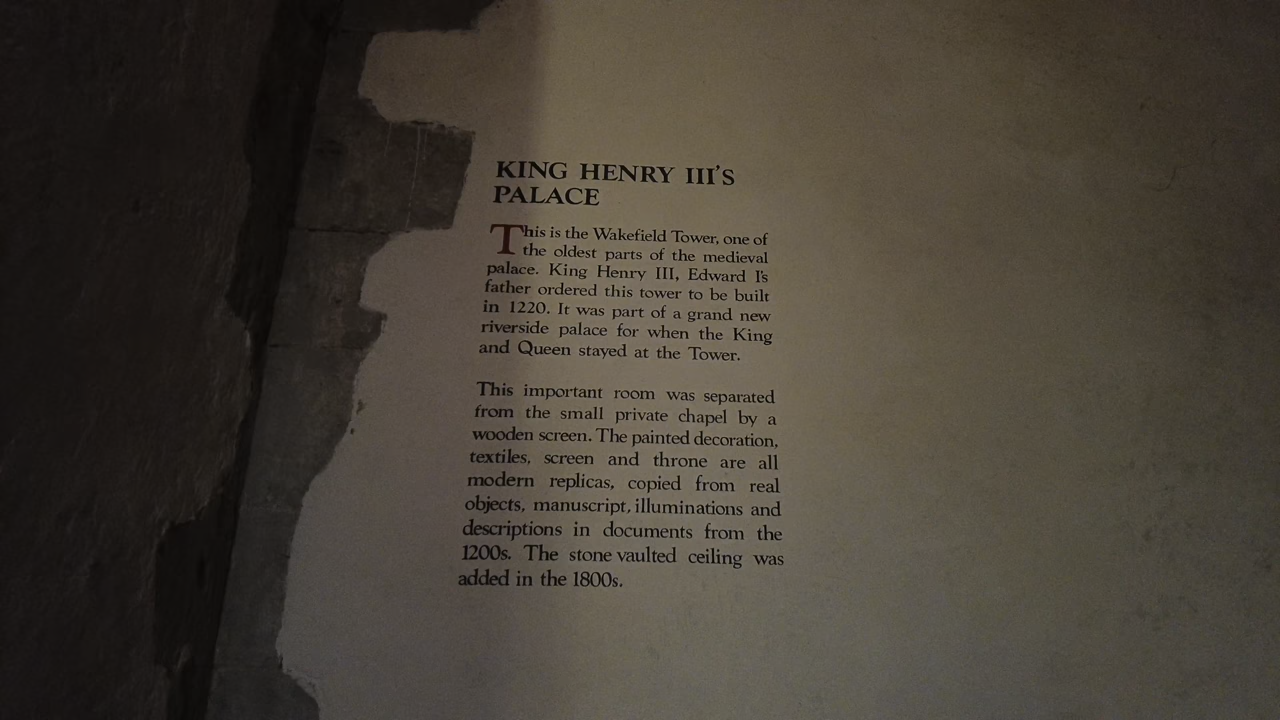 KING HENRY III'S
PALACE
This is the Wakefield Tower, one of
the oldest parts of the medieval
palace. King Henry III, Edward I's
father ordered this tower to be built
in 1220. It was part of a grand new
riverside palace for when the King
and Queen stayed at the Tower.
This important room was separated
from the small private chapel by a
wooden screen. The painted decoration,
textiles, screen and throne are all
modern replicas, copied from real
objects, manuscript, illuminations and
descriptions in documents from the
1200s. The stone vaulted ceiling was
added in the 1800s.